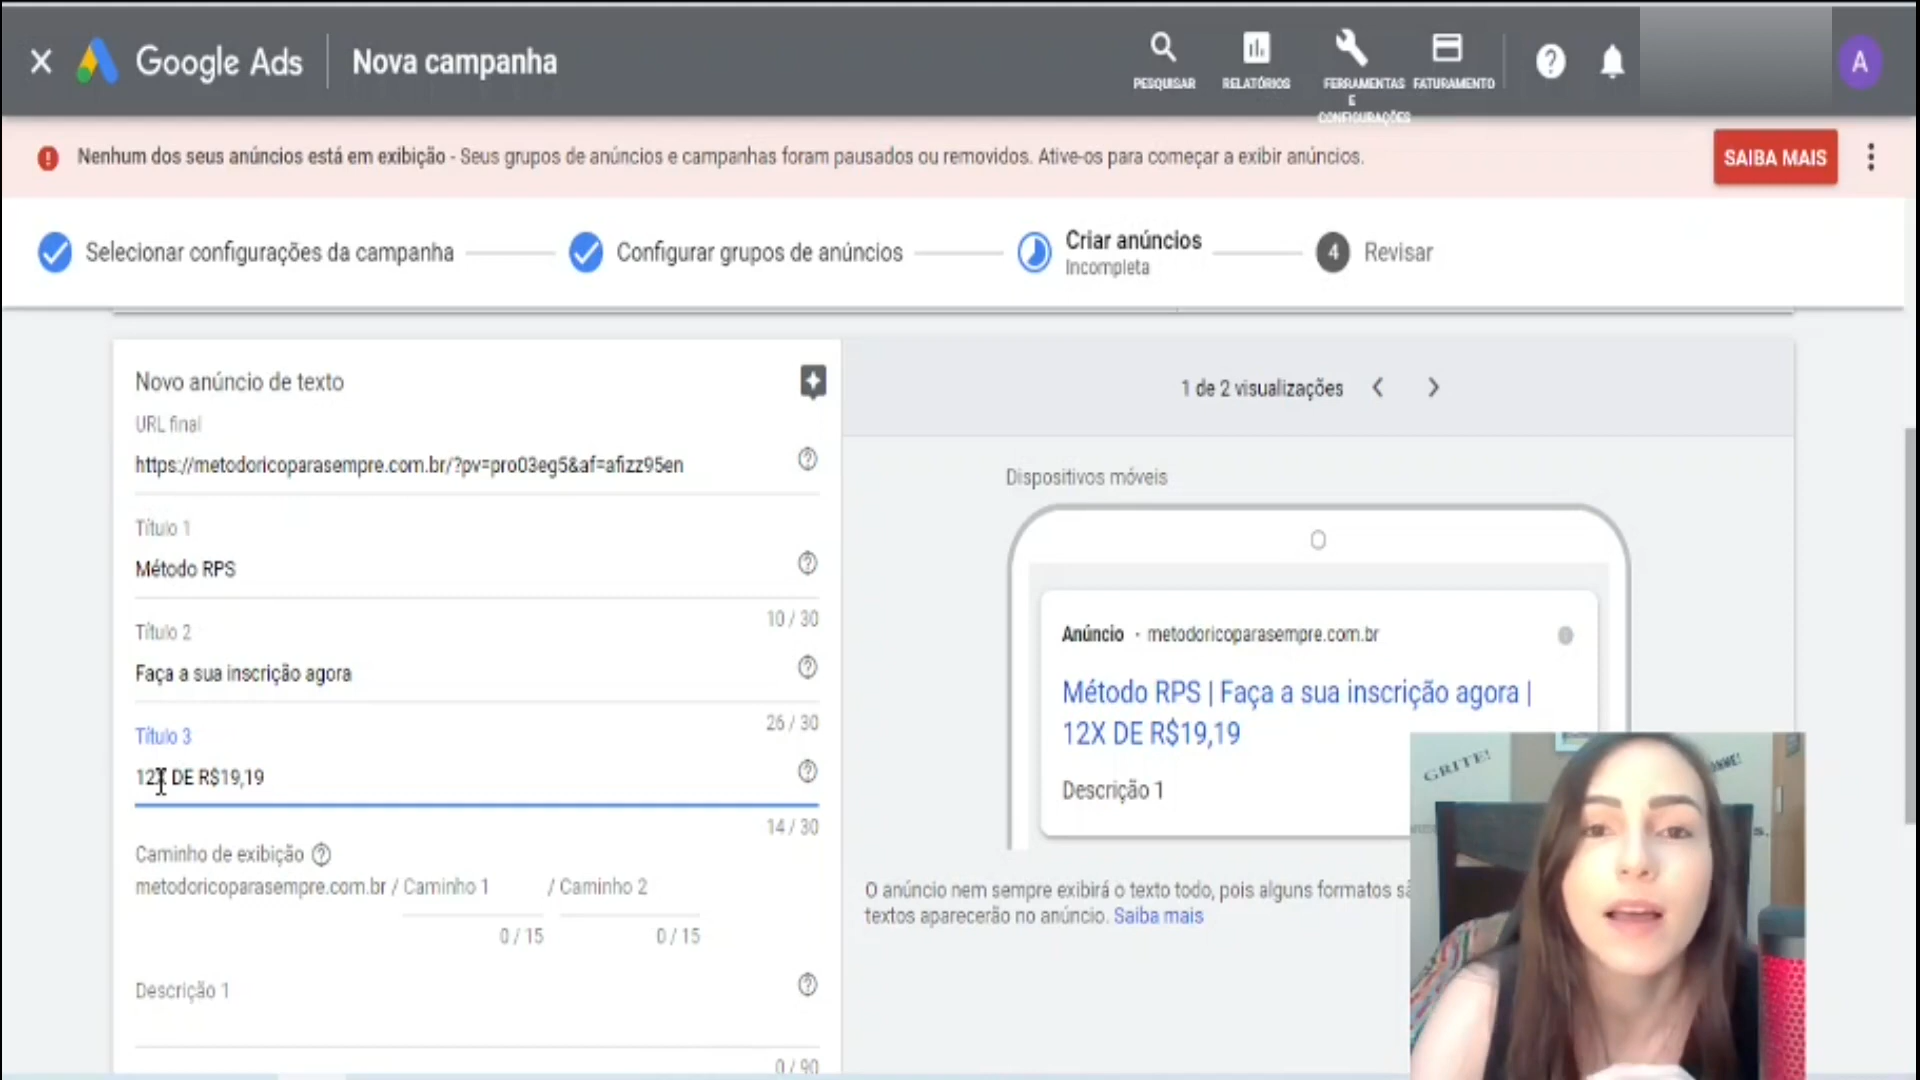 Google Ads
Nova campanha
PESQUISAR
RELATÓRIOS
FERRAMENTAS
E
CONFIGURAÇÕES
FATURAMENTO
A
Nenhum dos seus anúncios está em exibição - Seus grupos de anúncios e campanhas foram pausados ou removidos. Ative-os para começar a exibir anúncios.
SAIBA MAIS
Selecionar configurações da campanha
Configurar grupos de anúncios
Criar anúncios
Incompleta
4 Revisar
Novo anúncio de texto
URL final
https://metodoricoparasempre.com.br/?pv=pro03eg5&af=afizz95en
Título 1
Método RPS
10 / 30
Título 2
Faça a sua inscrição agora
26 / 30
Título 3
12X DE R$19,19
14 / 30
Caminho de exibição
metodoricoparasempre.com.br / Caminho 1 / Caminho 2
0 / 15 0 / 15
Descrição 1
0 / 90
1 de 2 visualizações
Dispositivos móveis
Anúncio · metodoricoparasempre.com.br
Método RPS | Faça a sua inscrição agora |
12X DE R$19,19
Descrição 1
O anúncio nem sempre exibirá o texto todo, pois alguns formatos
textos aparecerão no anúncio. Saiba mais
GRITE!